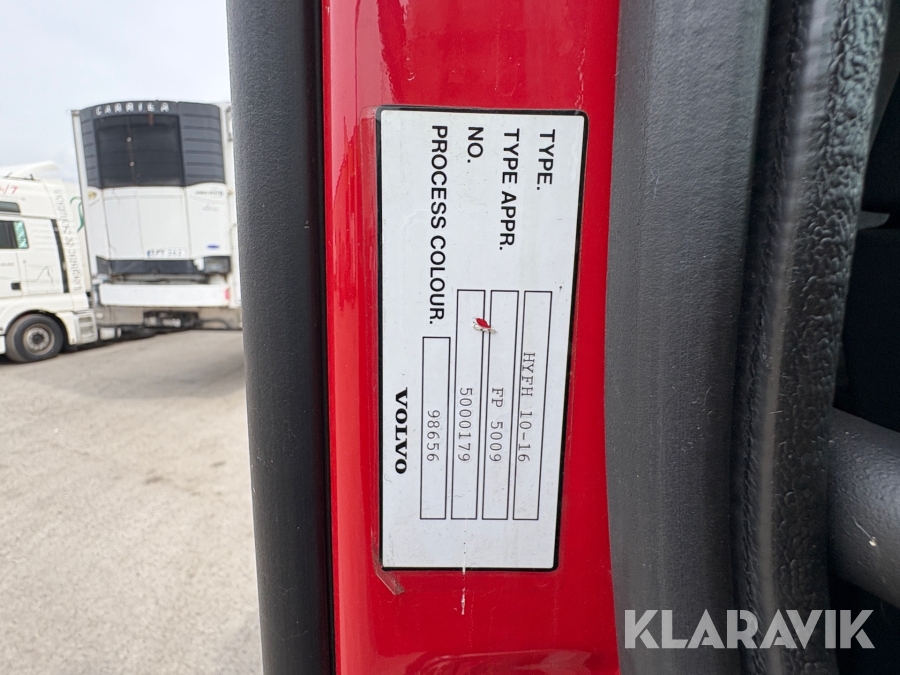 TYPE. HYFH 10-16
TYPE APPR. FP 5009
NO. 5000179
PROCESS COLOUR. 98656
VOLVO
CARRIER
KLARAVIK